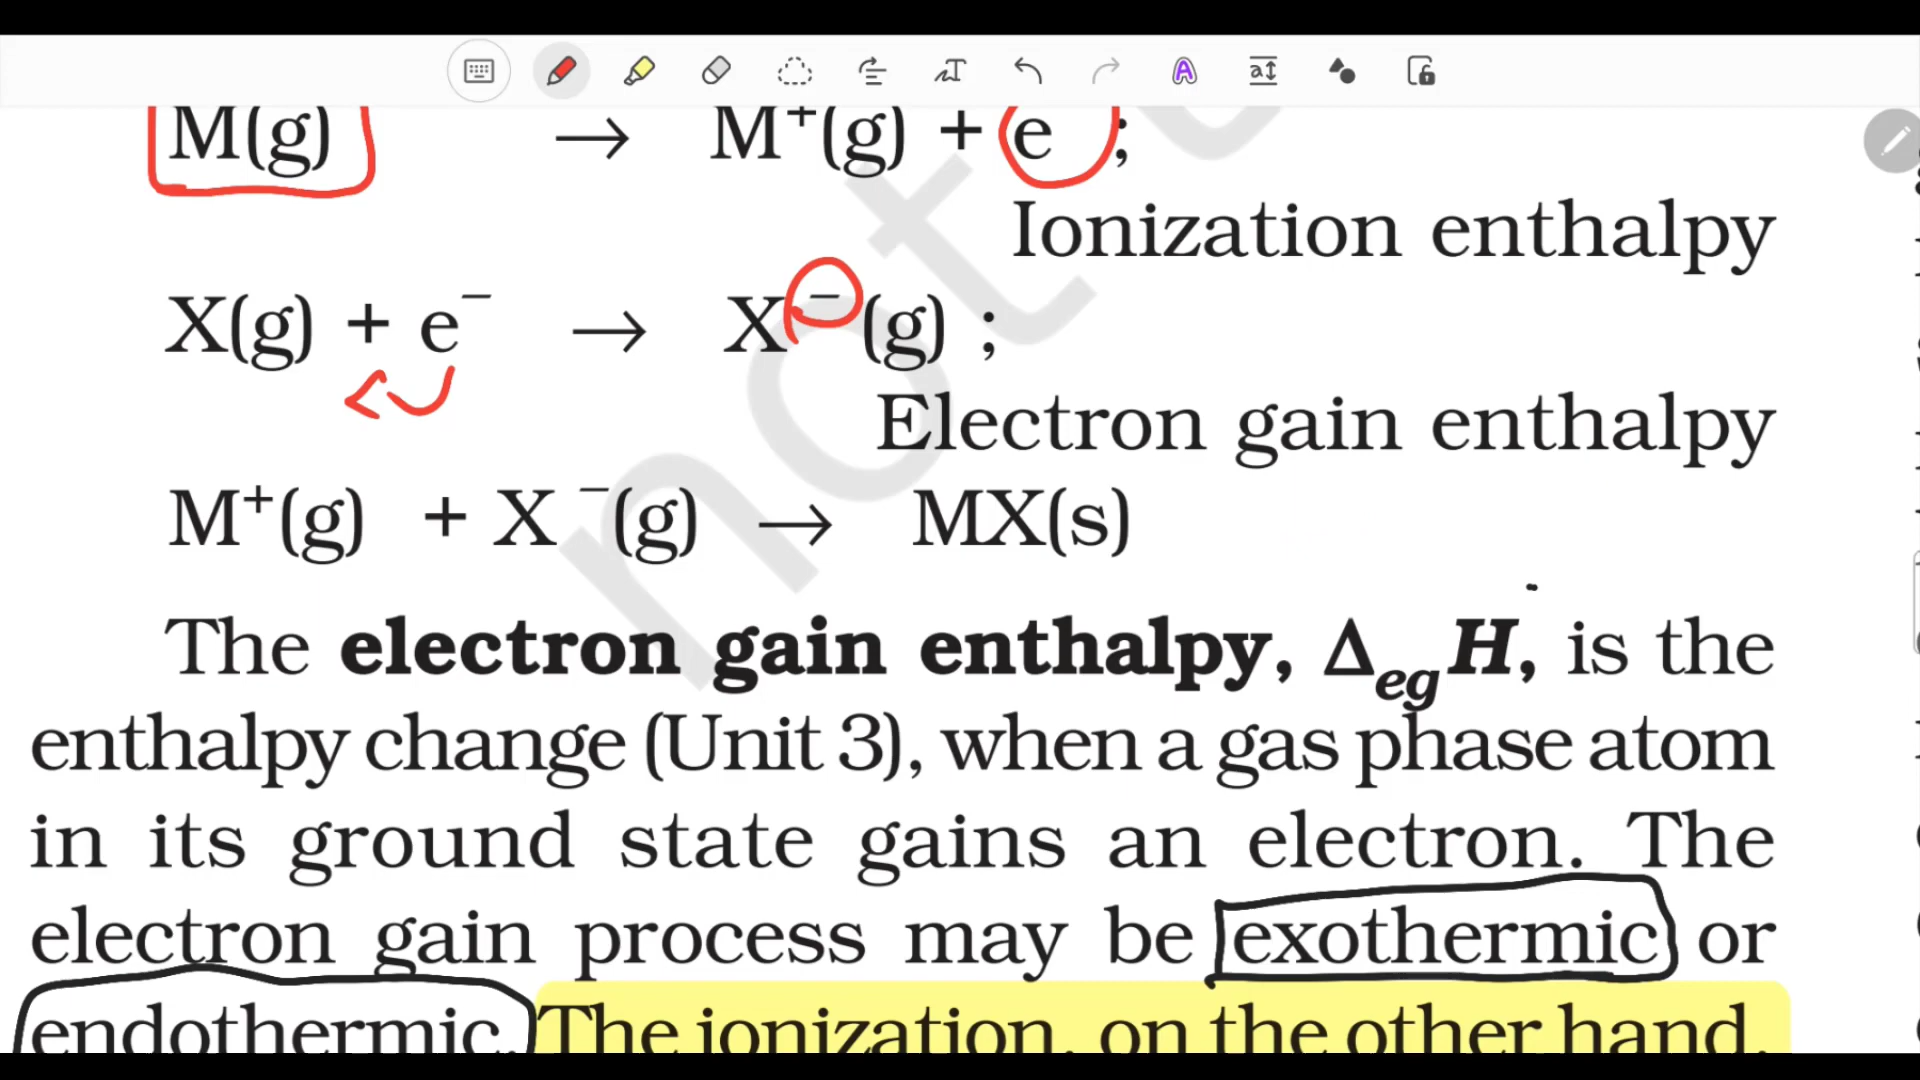 M(g) → M⁺(g) + e ;
Ionization enthalpy
X(g) + e⁻ → X⁻(g) ;
Electron gain enthalpy
M⁺(g) + X⁻(g) → MX(s)
The electron gain enthalpy, ΔegH, is the
enthalpy change (Unit 3), when a gas phase atom
in its ground state gains an electron. The
electron gain process may be exothermic or
endothermic. The ionization, on the other hand,
not t